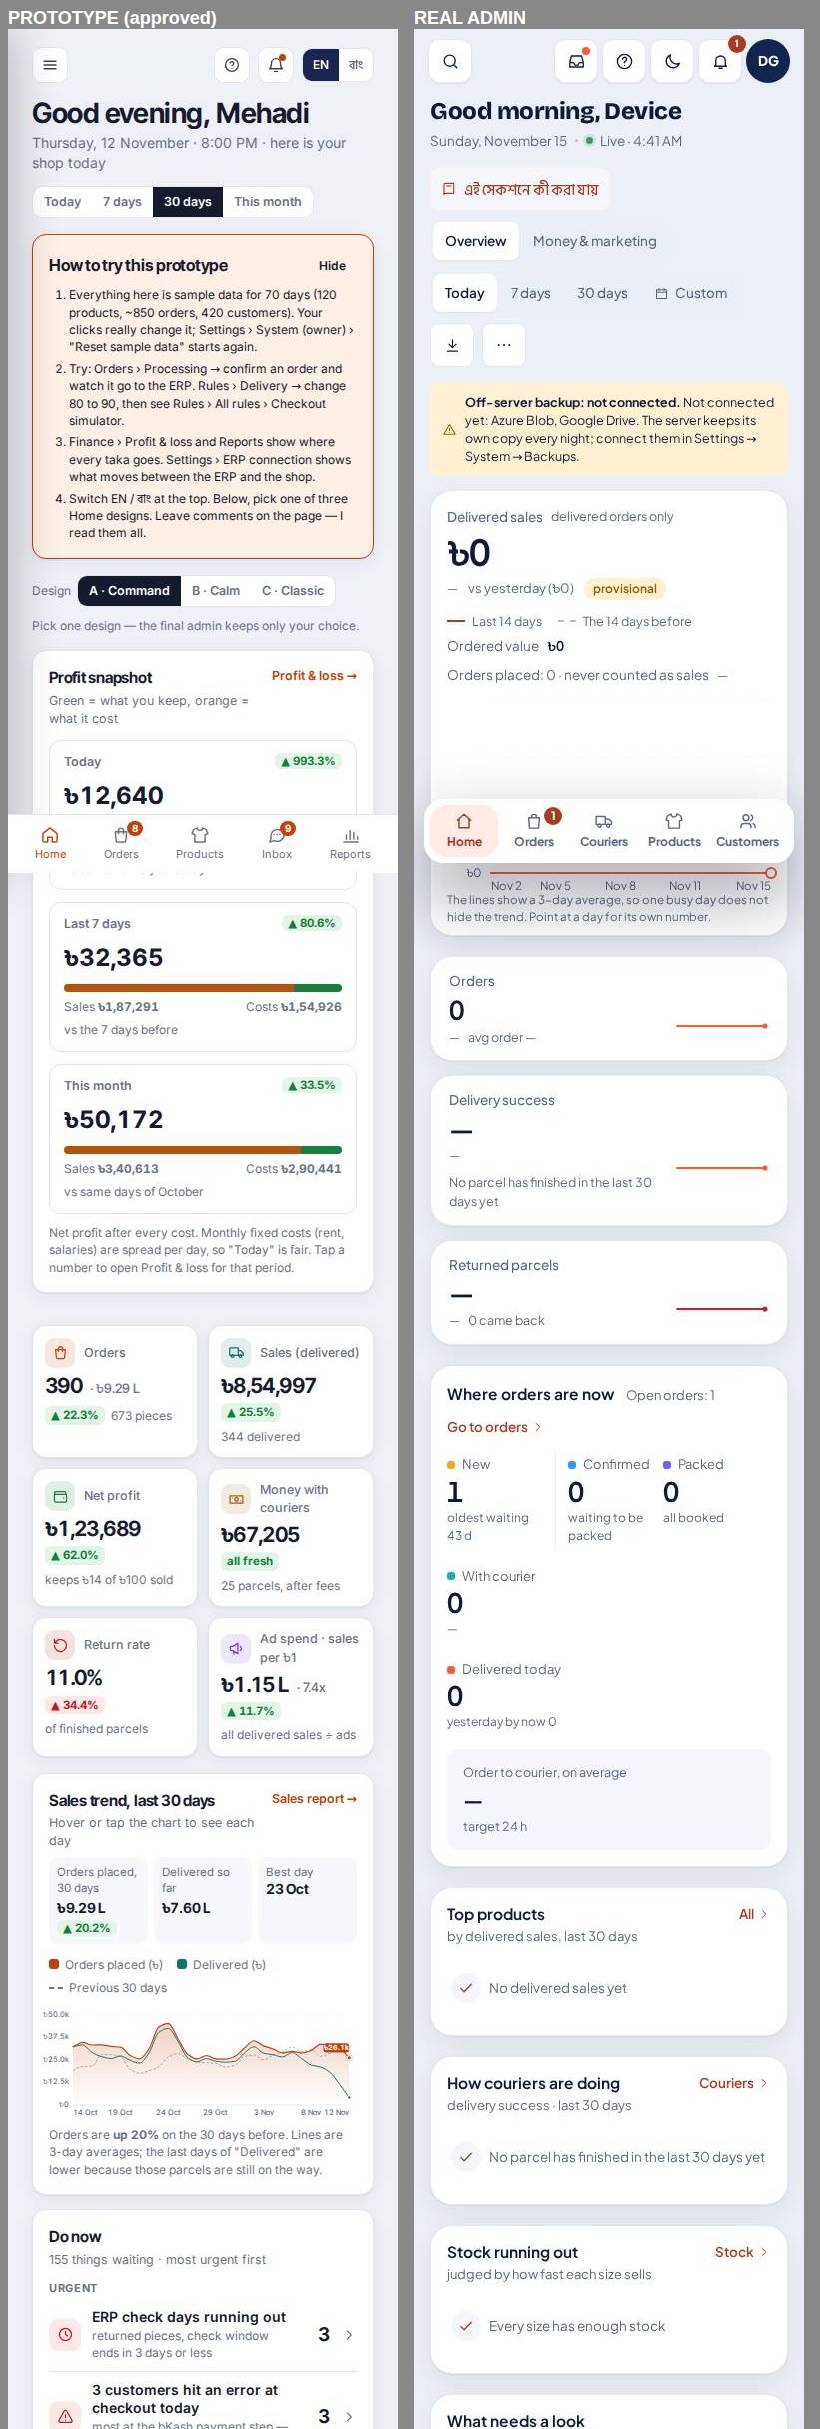 PROTOTYPE (approved)
EN
বাং
Good evening, Mehadi
Thursday, 12 November · 8:00 PM · here is your
shop today
Today 7 days 30 days This month
How to try this prototype Hide
1. Everything here is sample data for 70 days (120
products, ~850 orders, 420 customers). Your
clicks really change it; Settings › System (owner) ›
"Reset sample data" starts again.
2. Try: Orders › Processing → confirm an order and
watch it go to the ERP. Rules › Delivery → change
80 to 90, then see Rules › All rules › Checkout
simulator.
3. Finance › Profit & loss and Reports show where
every taka goes. Settings › ERP connection shows
what moves between the ERP and the shop.
4. Switch EN / বাং at the top. Below, pick one of three
Home designs. Leave comments on the page — I
read them all.
Design A · Command B · Calm C · Classic
Pick one design — the final admin keeps only your choice.
Profit snapshot Profit & loss →
Green = what you keep, orange =
what it cost
Today ▲ 993.3%
৳12,640
Home
8
Orders
Products
9
Inbox
Reports
Last 7 days ▲ 80.6%
৳32,365
Sales ৳1,87,291 Costs ৳1,54,926
vs the 7 days before
This month ▲ 33.5%
৳50,172
Sales ৳3,40,613 Costs ৳2,90,441
vs same days of October
Net profit after every cost. Monthly fixed costs (rent,
salaries) are spread per day, so "Today" is fair. Tap a
number to open Profit & loss for that period.
Orders
390 · ৳9.29 L
▲ 22.3% 673 pieces
Sales (delivered)
৳8,54,997
▲ 25.5%
344 delivered
Net profit
৳1,23,689
▲ 62.0%
keeps ৳14 of ৳100 sold
Money with
couriers
৳67,205
all fresh
25 parcels, after fees
Return rate
11.0%
▲ 34.4%
of finished parcels
Ad spend · sales
per ৳1
৳1.15 L · 7.4x
▲ 11.7%
all delivered sales ÷ ads
Sales trend, last 30 days Sales report →
Hover or tap the chart to see each
day
Orders placed,
30 days
৳9.29 L
▲ 20.2%
Delivered so
far
৳7.60 L
Best day
23 Oct
Orders placed (৳) Delivered (৳)
Previous 30 days
৳50.0k
৳37.5k
৳26.1k
৳25.0k
৳12.5k
৳0
14 Oct 19 Oct 24 Oct 29 Oct 3 Nov 8 Nov 12 Nov
Orders are up 20% on the 30 days before. Lines are
3-day averages; the last days of "Delivered" are
lower because those parcels are still on the way.
Do now
155 things waiting · most urgent first
URGENT
ERP check days running out
returned pieces, check window
ends in 3 days or less
3
3 customers hit an error at
checkout today
3
most at the bKash payment step —
REAL ADMIN
1
DG
Good morning, Device
Sunday, November 15 · Live · 4:41 AM
এই সেকশনে কী করা যায়
Overview Money & marketing
Today 7 days 30 days Custom
Off-server backup: not connected. Not connected
yet: Azure Blob, Google Drive. The server keeps its
own copy every night; connect them in Settings →
System → Backups.
Delivered sales delivered orders only
৳0
— vs yesterday (৳0) provisional
Last 14 days The 14 days before
Ordered value ৳0
Orders placed: 0 · never counted as sales —
Home
1
Orders
Couriers
Products
Customers
৳0
Nov 2 Nov 5 Nov 8 Nov 11 Nov 15
The lines show a 3-day average, so one busy day does not
hide the trend. Point at a day for its own number.
Orders
0
— avg order —
Delivery success
—
—
No parcel has finished in the last 30
days yet
Returned parcels
—
— 0 came back
Where orders are now Open orders: 1
Go to orders
New
1
oldest waiting
43 d
Confirmed
0
waiting to be
packed
Packed
0
all booked
With courier
0
—
Delivered today
0
yesterday by now 0
Order to courier, on average
—
target 24 h
Top products All
by delivered sales, last 30 days
No delivered sales yet
How couriers are doing Couriers
delivery success · last 30 days
No parcel has finished in the last 30 days yet
Stock running out Stock
judged by how fast each size sells
Every size has enough stock
What needs a look